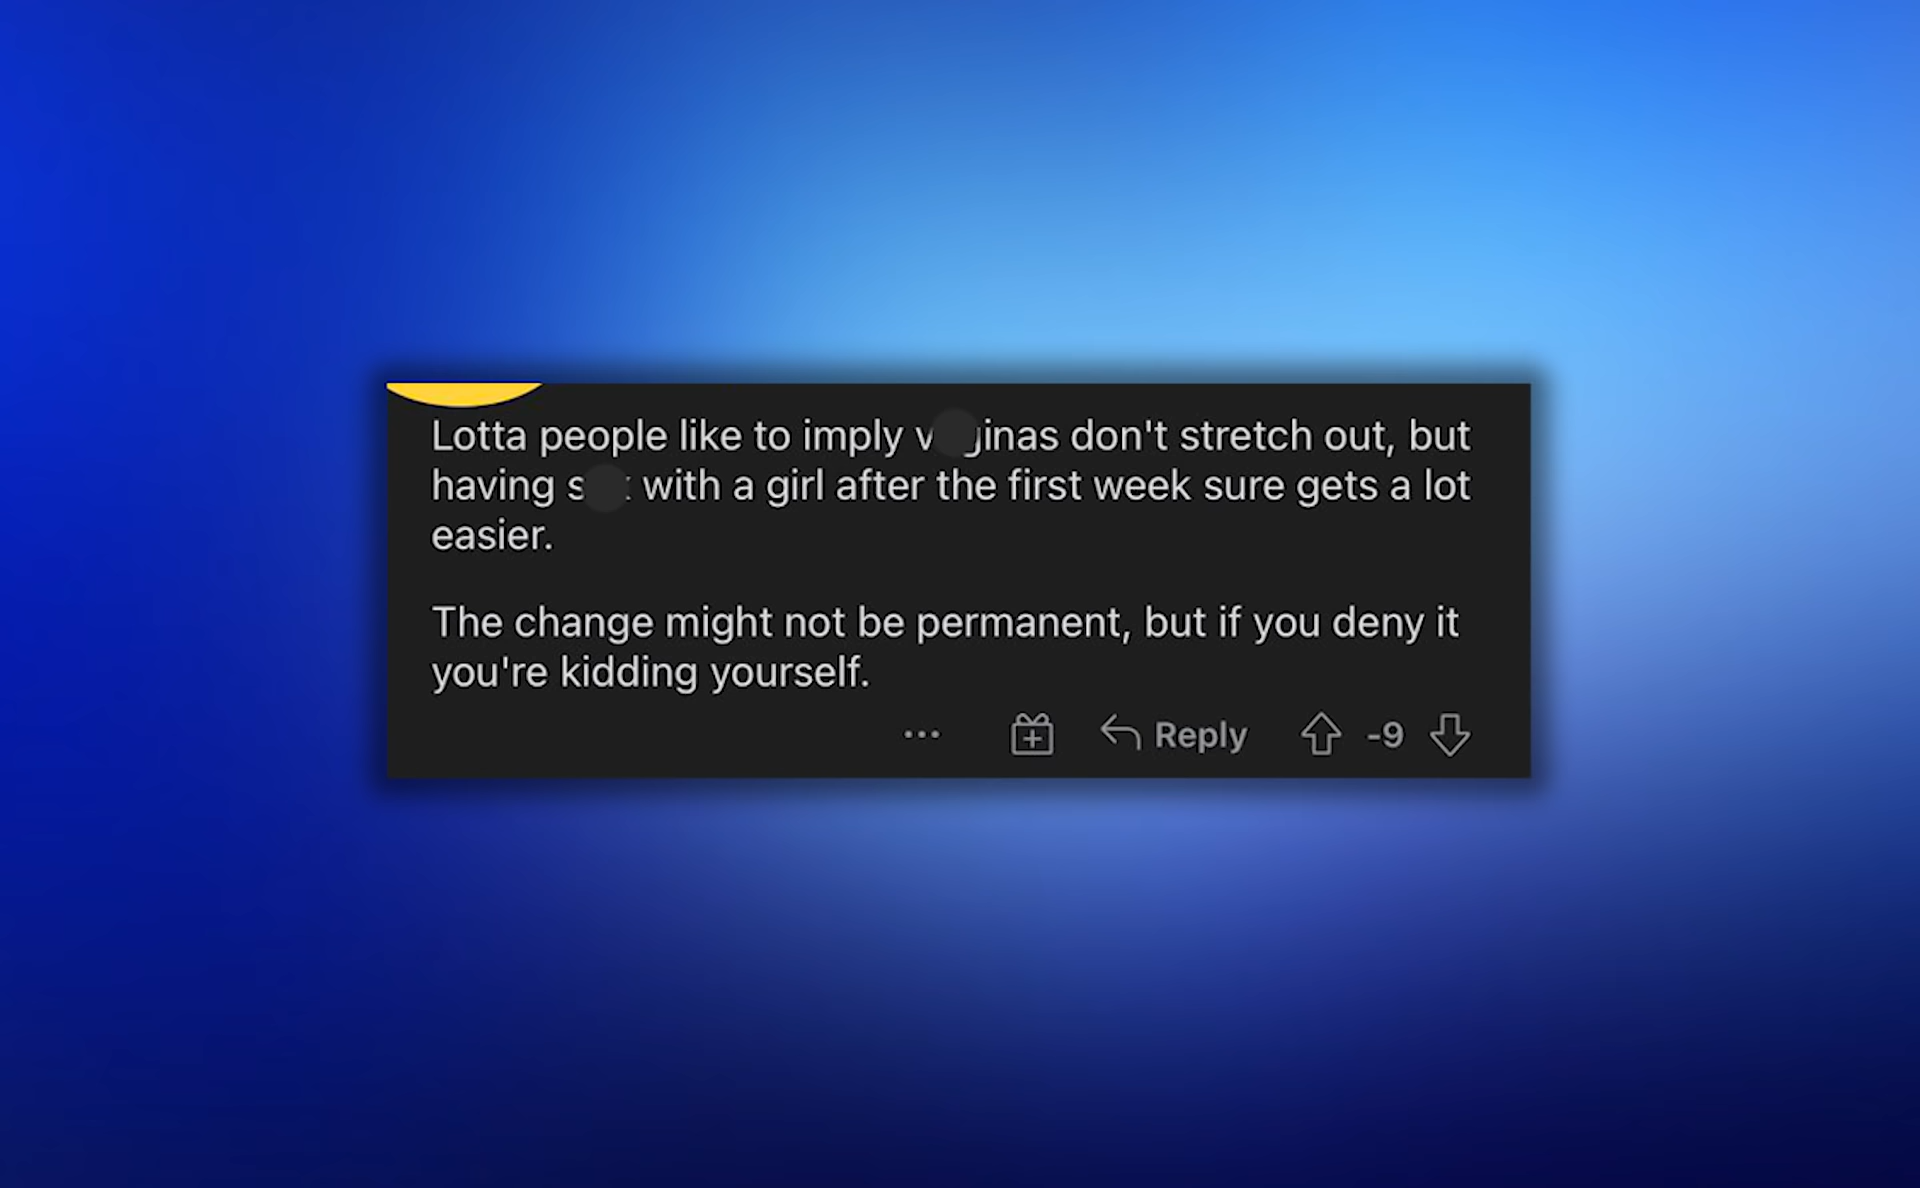 Lotta people like to imply v ginas don't stretch out, but
having s with a girl after the first week sure gets a lot
easier.
The change might not be permanent, but if you deny it
you're kidding yourself.
... Reply -9